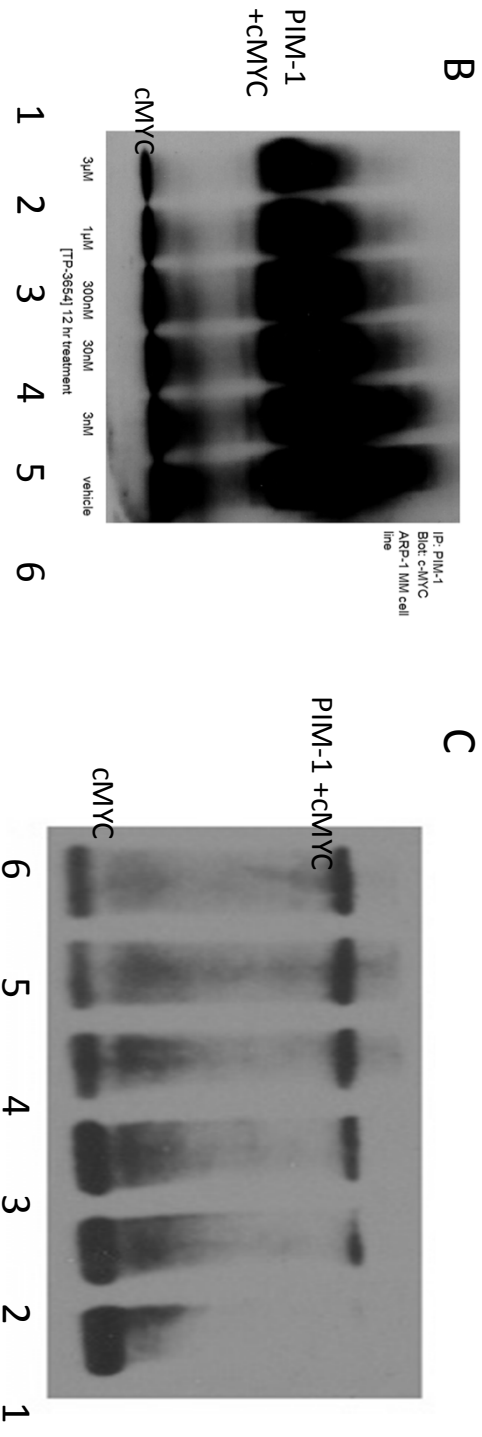 B
PIM-1
+cMYC
cMYC
3μM
1μM
300nM
30nM
3nM
vehicle
[TP-3654] 12 hr treatment
1
2
3
4
5
6
IP: PIM-1
Blot: c-MYC
ARP-1 MM cell
line
C
PIM-1 +cMYC
cMYC
6
5
4
3
2
1